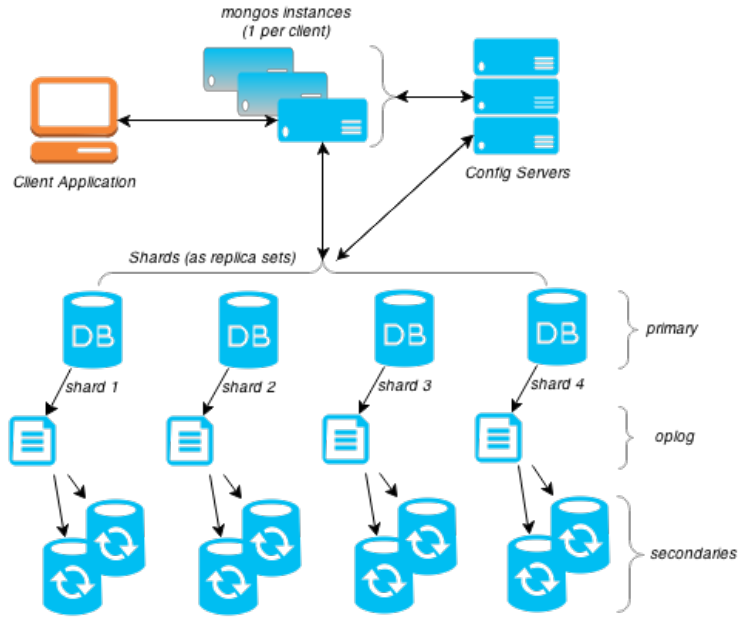 mongos instances
(1 per client)
Client Application
Config Servers
Shards (as replica sets)
DB
DB
DB
DB
primary
shard 1
shard 2
shard 3
shard 4
oplog
secondaries